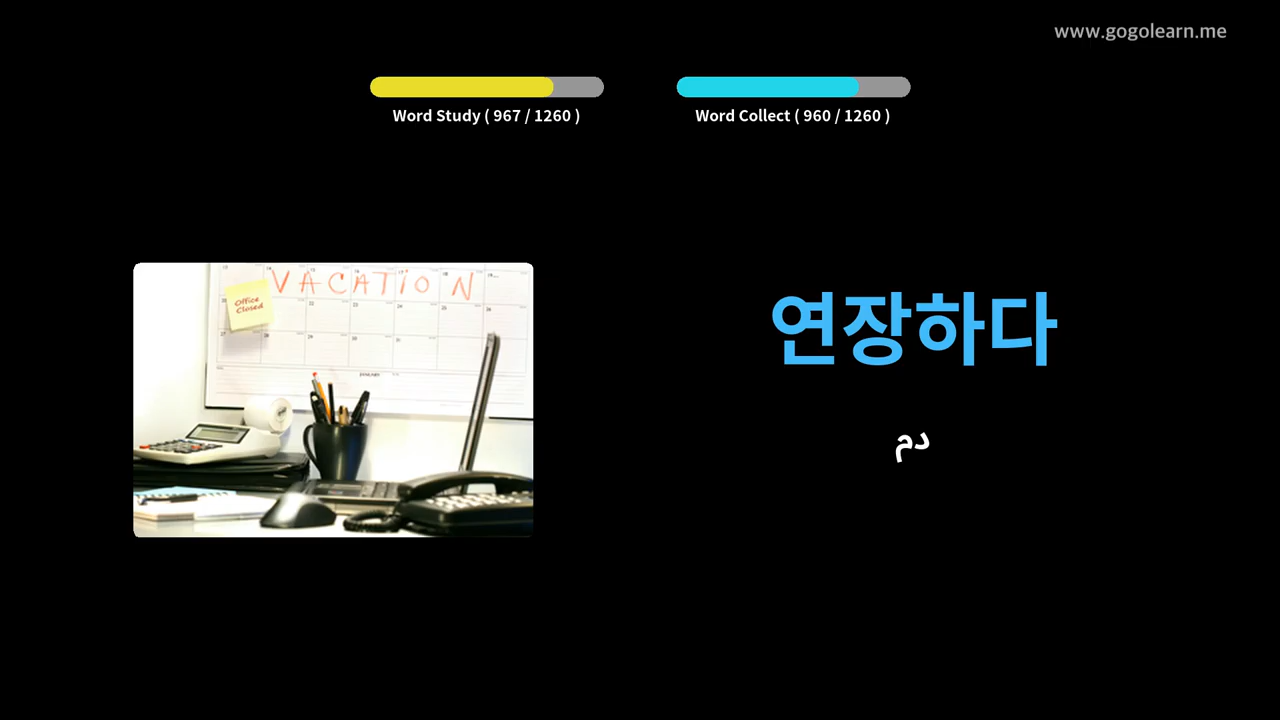 www.gogolearn.me
Word Study ( 967 / 1260 )
Word Collect ( 960 / 1260 )
VACATION
Office
Closed
연장하다
دم